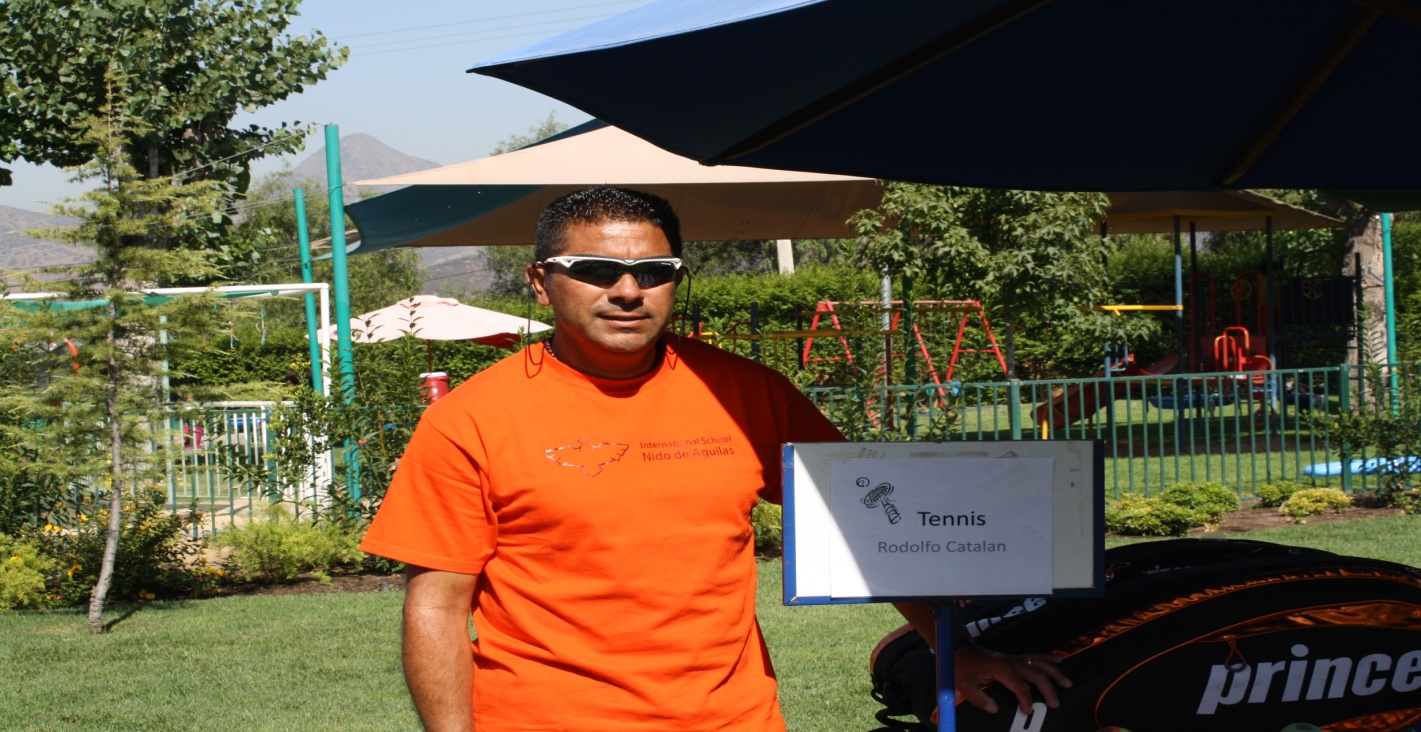 International School
Nido de Aguilas
Tennis
Rodolfo Catalan
prince